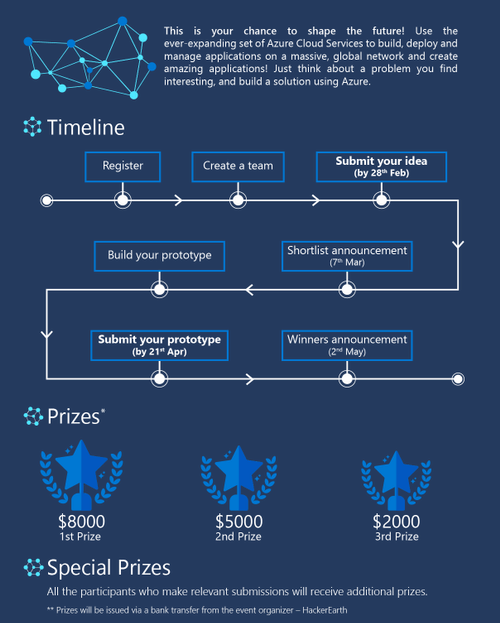 This is your chance to shape the future! Use the
ever-expanding set of Azure Cloud Services to build, deploy and
manage applications on a massive, global network and create
amazing applications! Just think about a problem you find
interesting, and build a solution using Azure.
Timeline
Register
Create a team
Submit your idea
(by 28th Feb)
Build your prototype
Shortlist announcement
(7th Mar)
Submit your prototype
(by 21st Apr)
Winners announcement
(2nd May)
Prizes*
$8000
1st Prize
$5000
2nd Prize
$2000
3rd Prize
Special Prizes
All the participants who make relevant submissions will receive additional prizes.
** Prizes will be issued via a bank transfer from the event organizer – HackerEarth